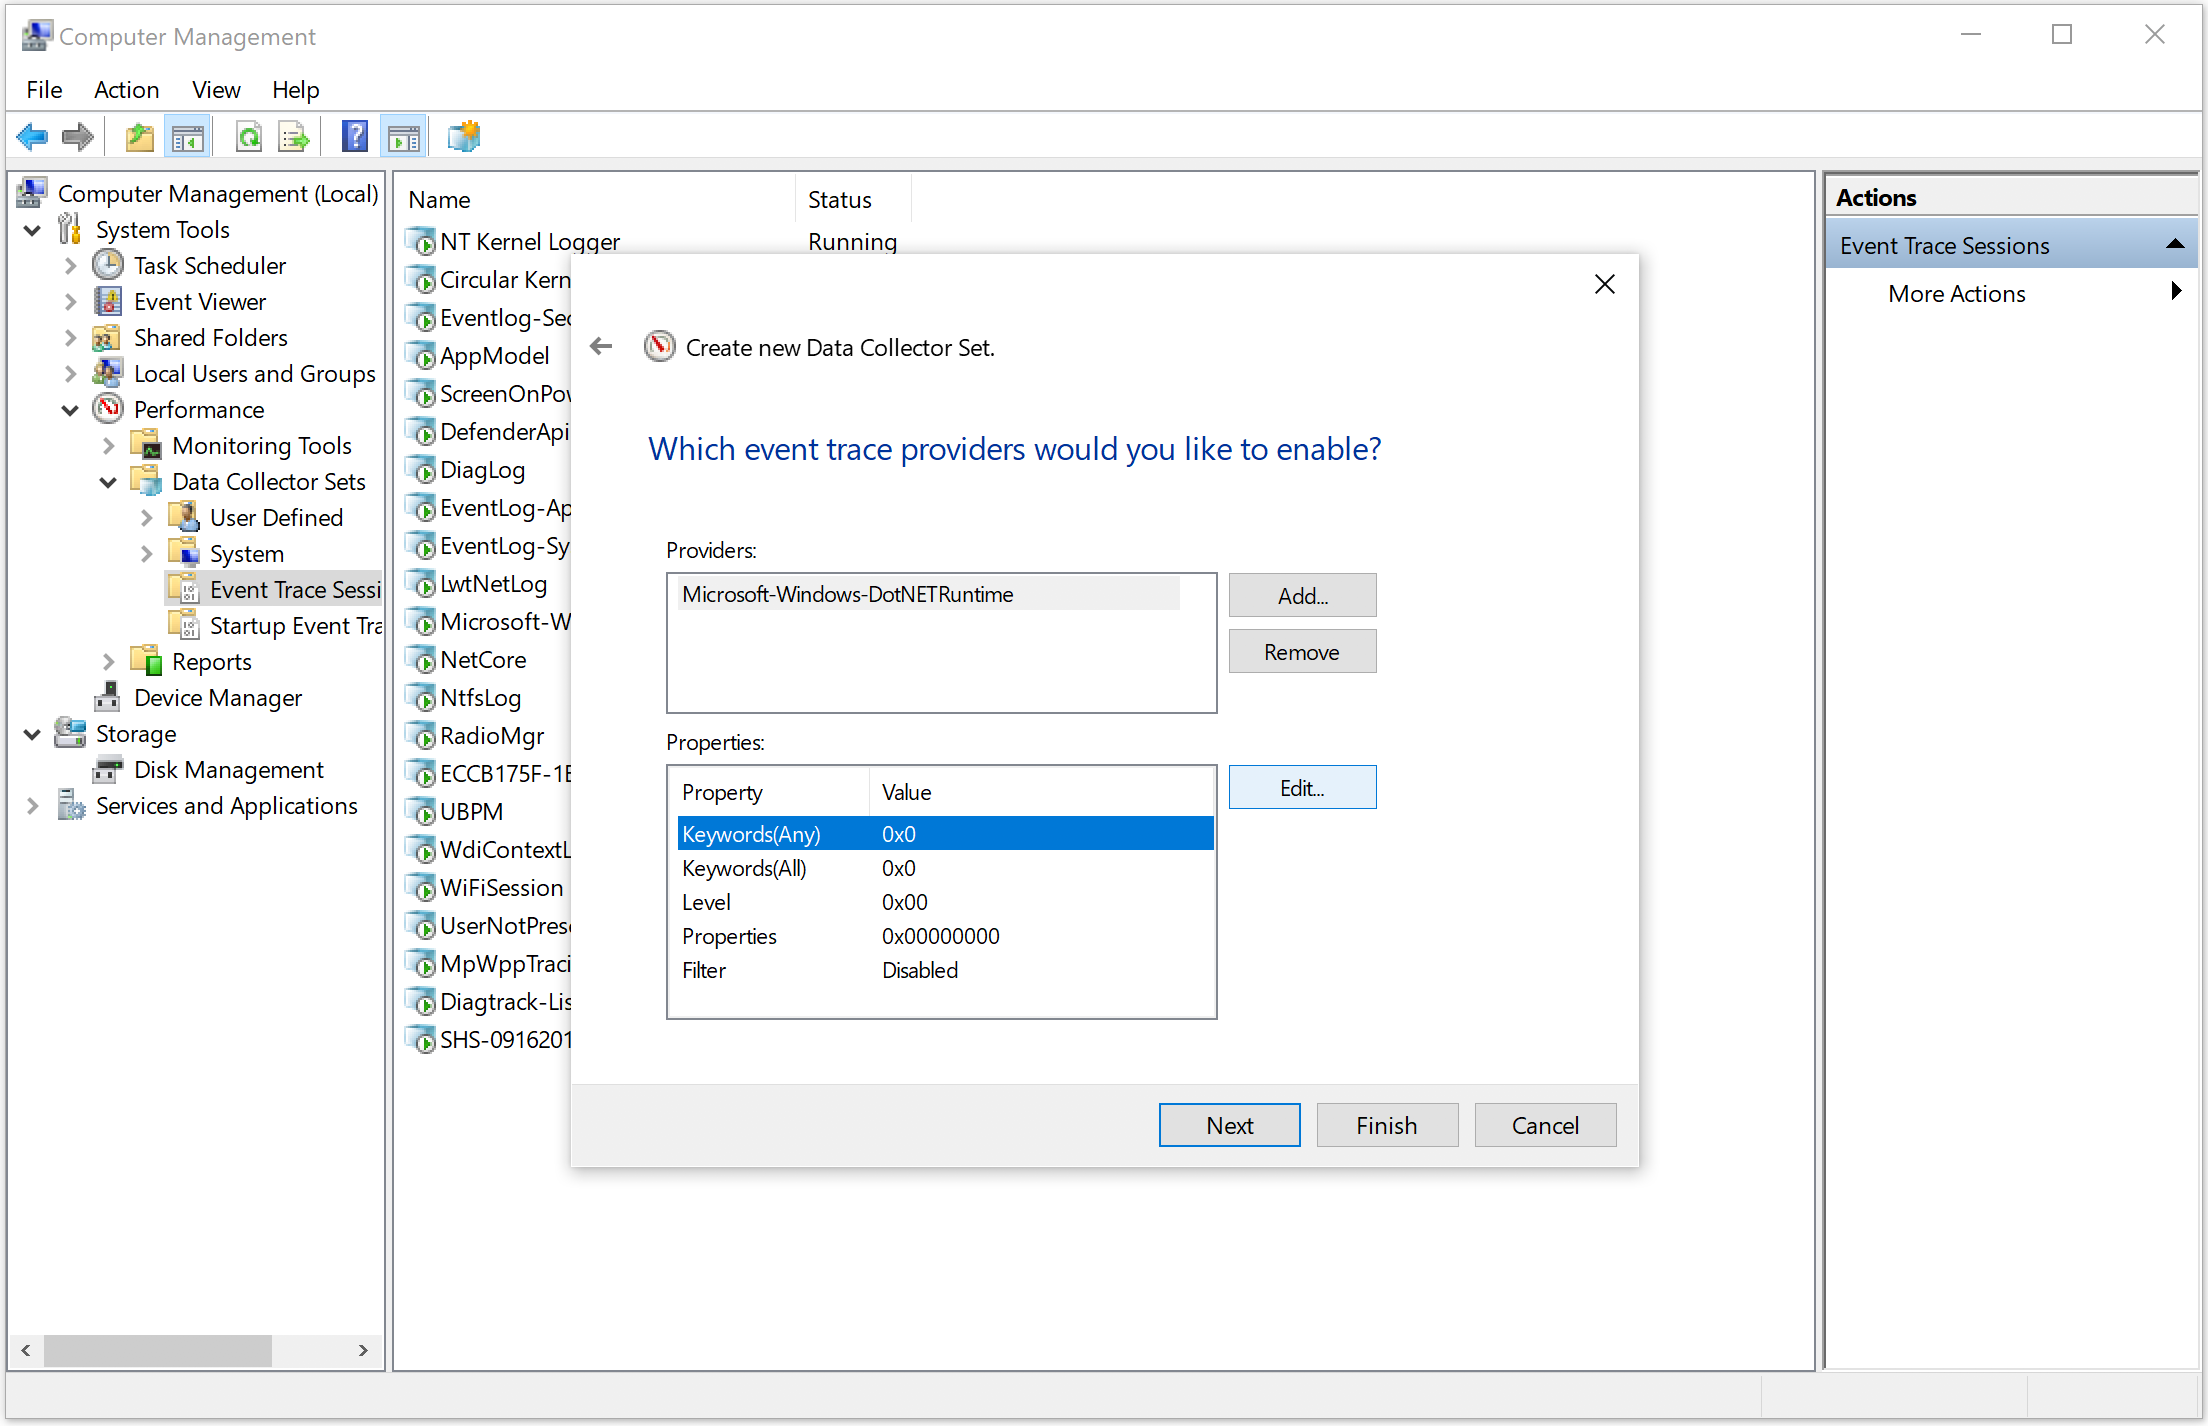 Computer Management
File Action View Help
Computer Management (Local)
System Tools
Task Scheduler
Event Viewer
Shared Folders
Local Users and Groups
Performance
Monitoring Tools
Data Collector Sets
User Defined
System
Event Trace Sessi
Startup Event Tra
Reports
Device Manager
Storage
Disk Management
Services and Applications
Name Status
NT Kernel Logger Running
Circular Kern
Eventlog-Sec
AppModel
ScreenOnPow
DefenderApi
DiagLog
EventLog-Ap
EventLog-Sy
LwtNetLog
Microsoft-W
NetCore
NtfsLog
RadioMgr
ECCB175F-1E
UBPM
WdiContextL
WiFiSession
UserNotPrese
MpWppTraci
Diagtrack-Lis
SHS-0916201
Create new Data Collector Set.
Which event trace providers would you like to enable?
Providers:
Microsoft-Windows-DotNETRuntime
Add...
Remove
Properties:
Property Value
Keywords(Any) 0x0
Keywords(All) 0x0
Level 0x00
Properties 0x00000000
Filter Disabled
Edit...
Next Finish Cancel
Actions
Event Trace Sessions
More Actions